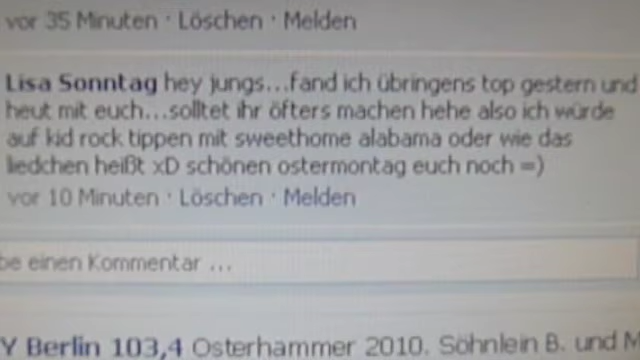 vor 35 Minuten · Löschen · Melden
Lisa Sonntag hey jungs...fand ich übringens top gestern und
heut mit euch...solltet ihr öfters machen hehe also ich würde
auf kid rock tippen mit sweethome alabama oder wie das
liedchen heißt xD schönen ostermontag euch noch =)
vor 10 Minuten · Löschen · Melden
be einen Kommentar ...
Y Berlin 103,4 Osterhammer 2010. Söhnlein B. und M